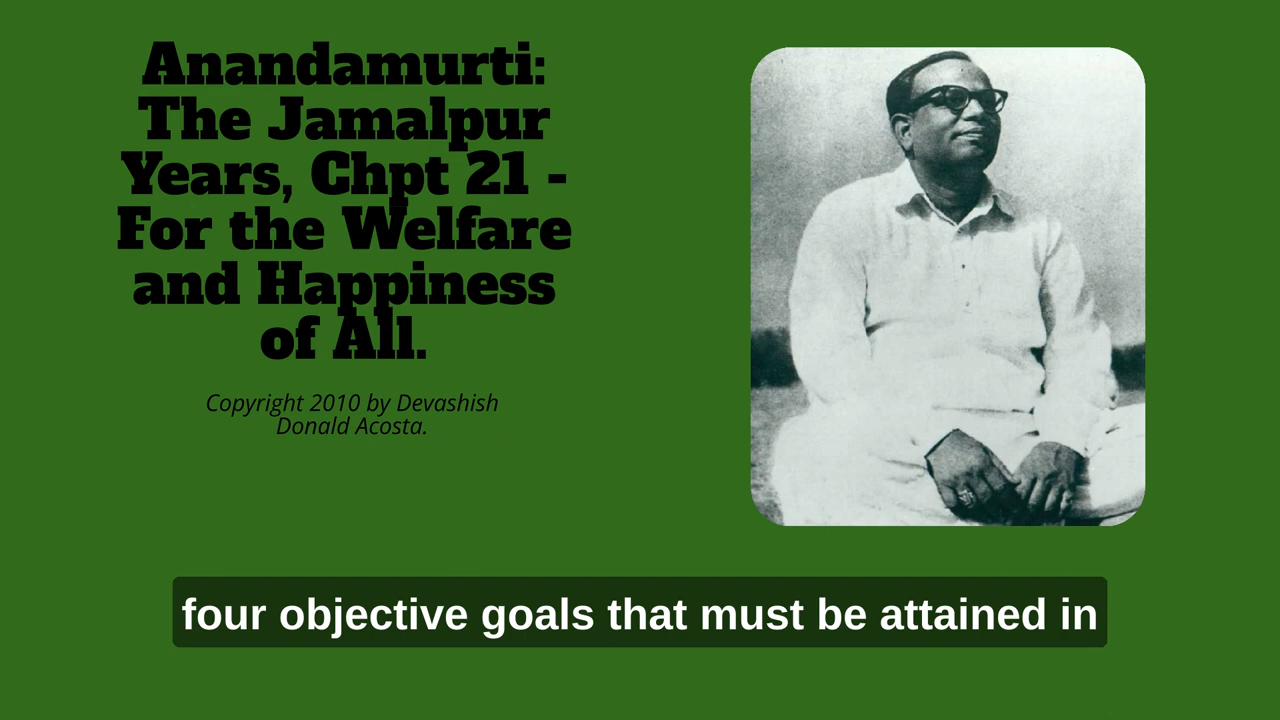 Anandamurti:
The Jamalpur
Years, Chpt 21 -
For the Welfare
and Happiness
of All.
Copyright 2010 by Devashish
Donald Acosta.
four objective goals that must be attained in